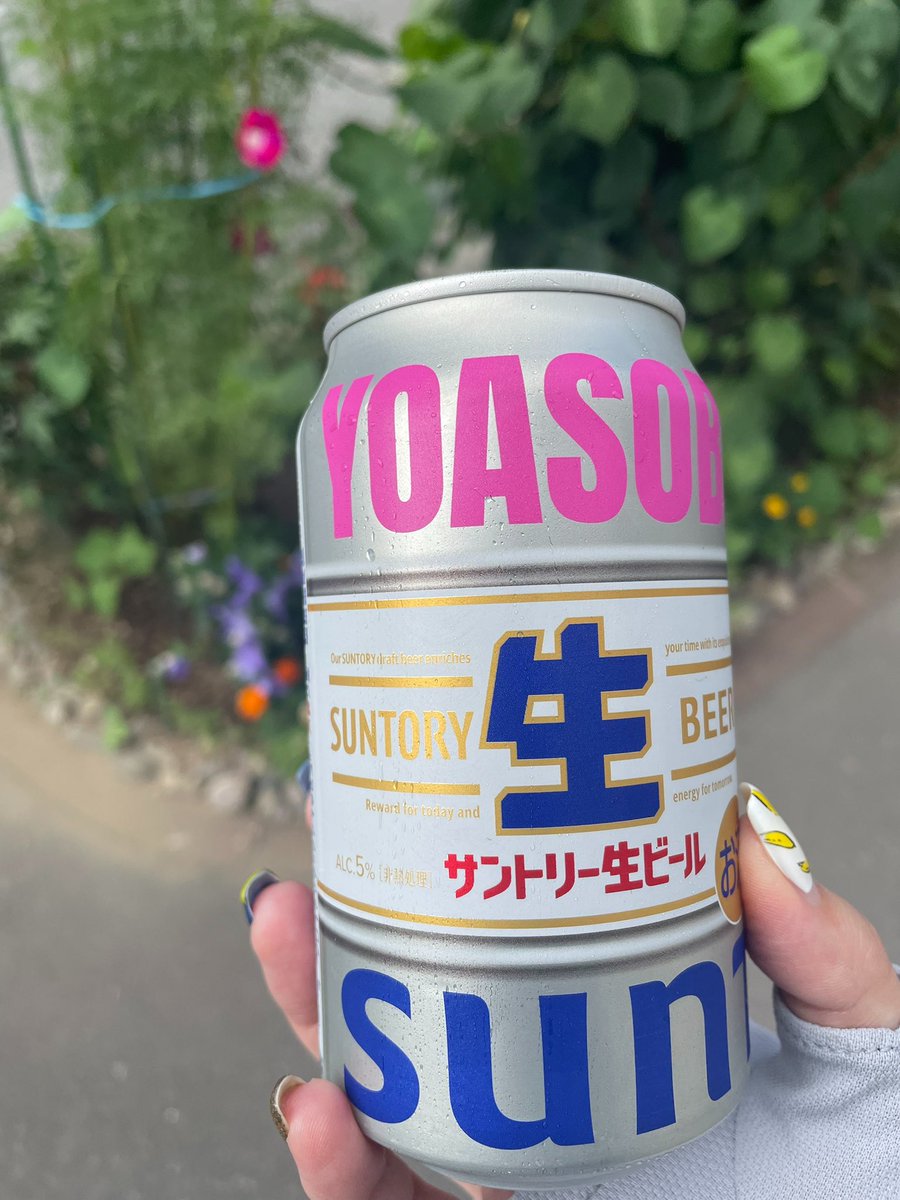 YOASOB
Our SUNTORY draft beer enriches
your time with its
SUNTORY
生
BEER
Reward for today and
energy for tomorrow
サントリー生ビール
ALC.5% [非熱処理]
お
sun